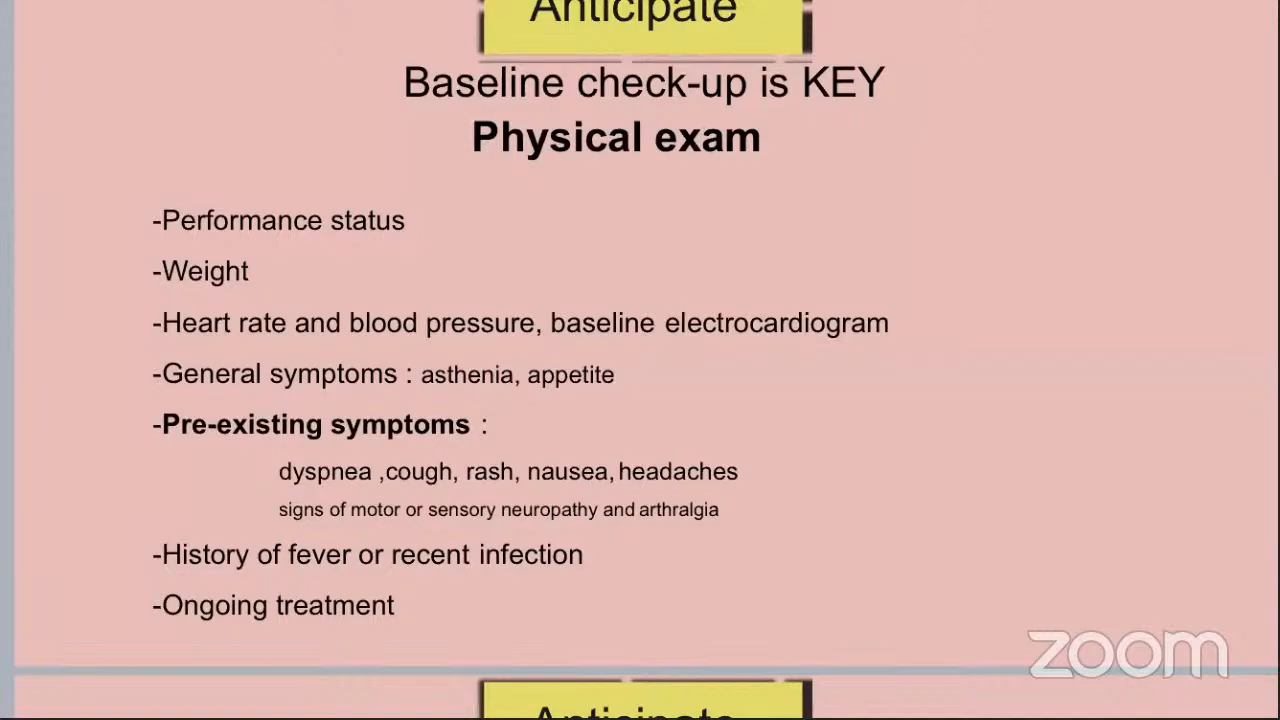 Anticipate
Baseline check-up is KEY
Physical exam
-Performance status
-Weight
-Heart rate and blood pressure, baseline electrocardiogram
-General symptoms : asthenia, appetite
-Pre-existing symptoms :
dyspnea ,cough, rash, nausea, headaches
signs of motor or sensory neuropathy and arthralgia
-History of fever or recent infection
-Ongoing treatment
zoom
Anticipate